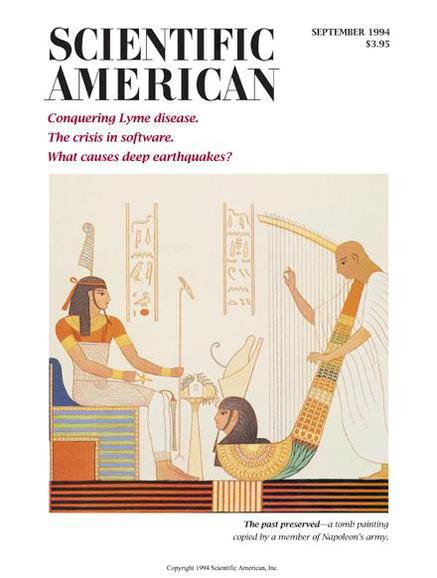 SCIENTIFIC
AMERICAN
SEPTEMBER 1994
$3.95
Conquering Lyme disease.
The crisis in software.
What causes deep earthquakes?
The past preserved—a tomb painting
copied by a member of Napoleon's army.
Copyright 1994 Scientific American, Inc.